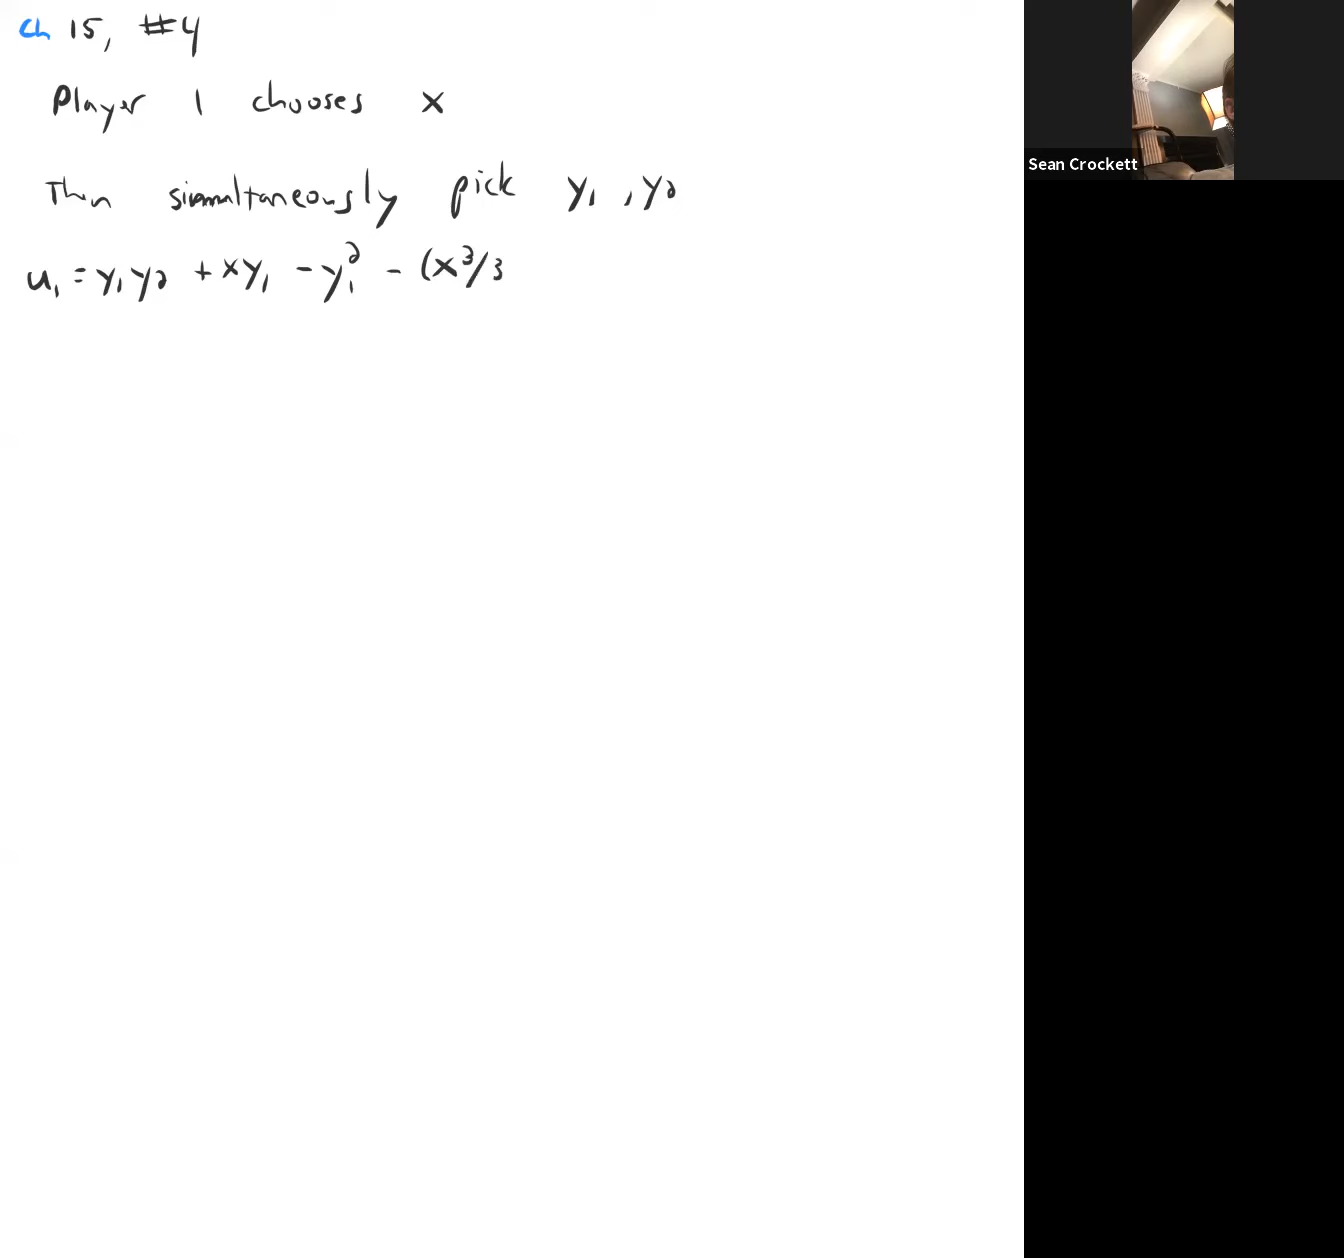 Ch 15, #4
Player 1 chooses x
Then simultaneously pick y₁, y₂
u₁ = y₁y₂ + xy₁ - y₁² - (x³/3
Sean Crockett